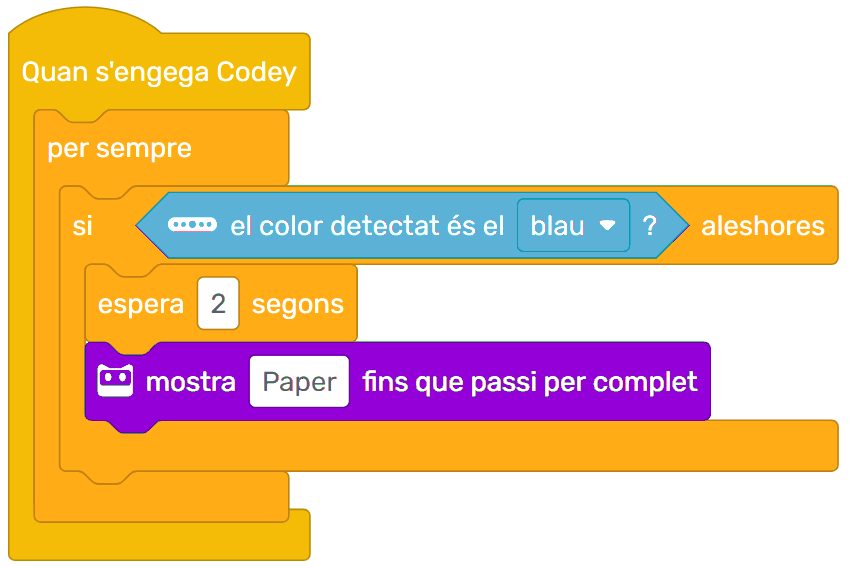 Quan s'engega Codey
per sempre
si el color detectat és el blau ? aleshores
espera 2 segons
mostra Paper fins que passi per complet